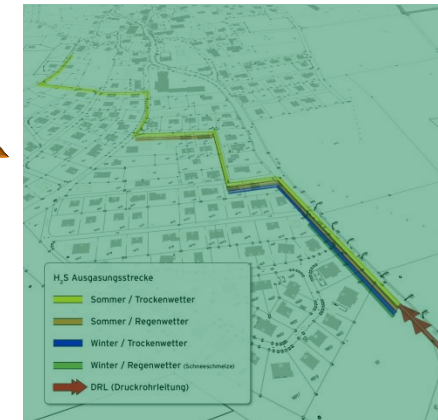 H₂S Ausgasungsstrecke
Sommer / Trockenwetter
Sommer / Regenwetter
Winter / Trockenwetter
Winter / Regenwetter (Schneeschmelze)
DRL (Druckrohrleitung)